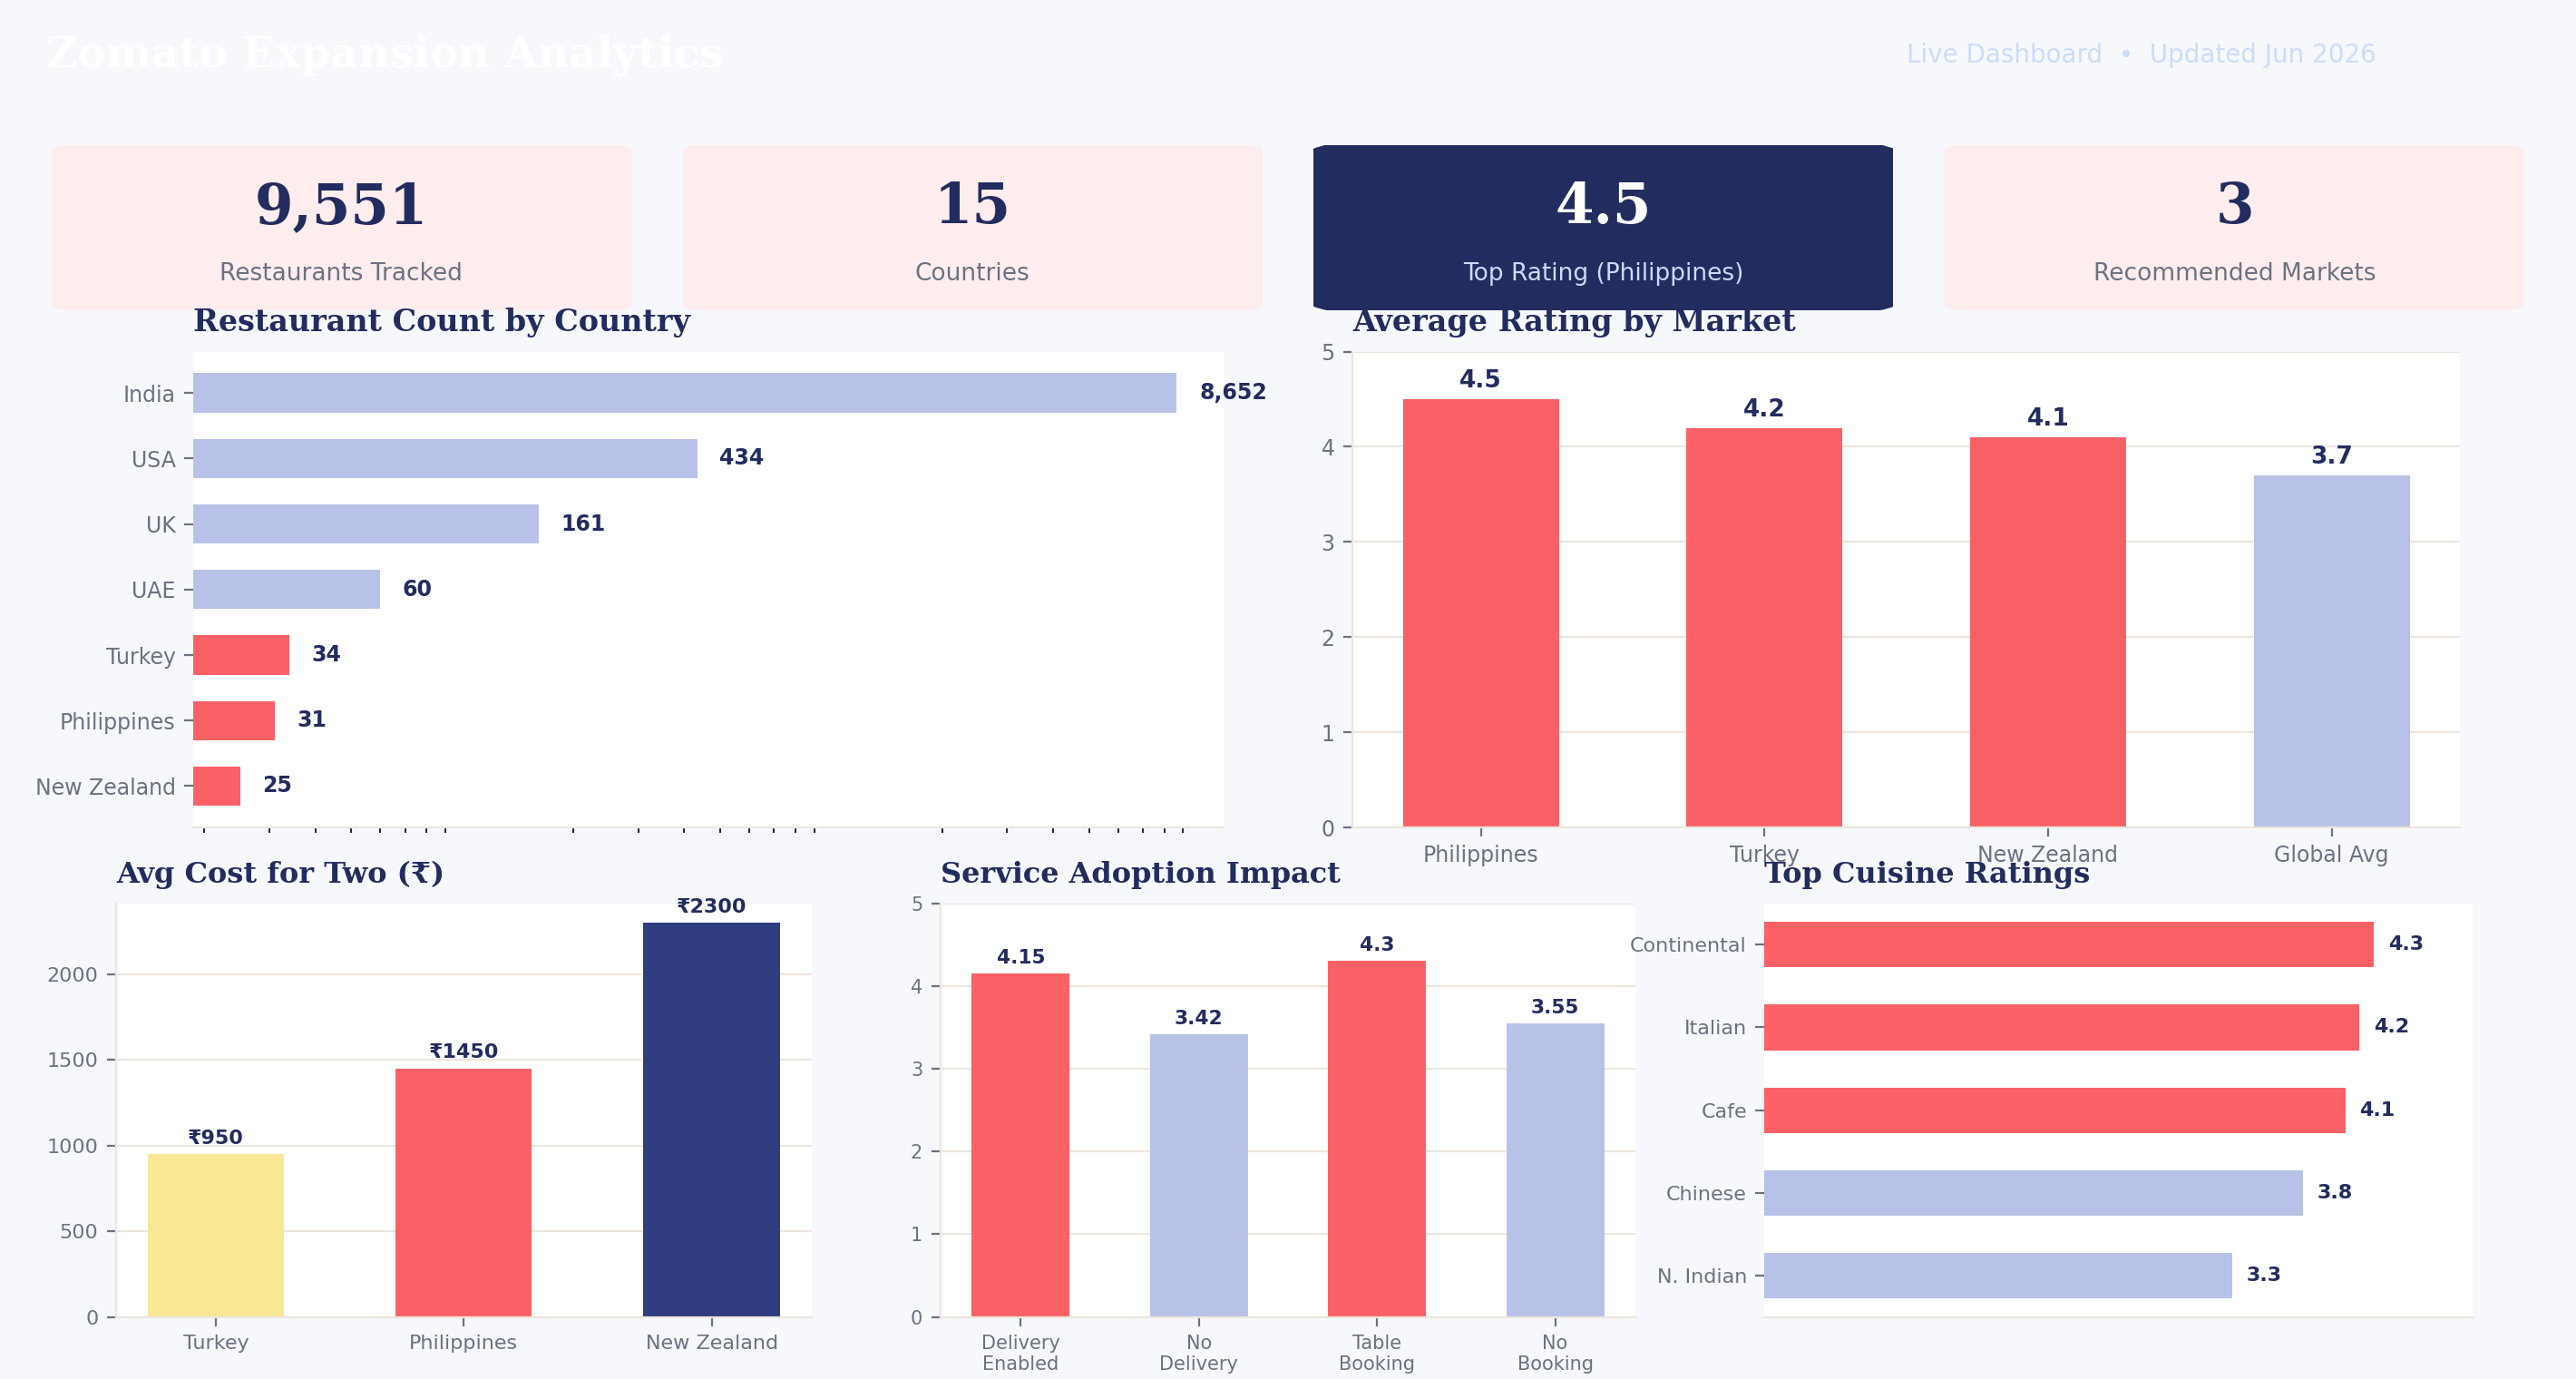 Zomato Expansion Analytics
Live Dashboard • Updated Jun 2026
9,551
Restaurants Tracked
15
Countries
4.5
Top Rating (Philippines)
3
Recommended Markets
Restaurant Count by Country
India
8,652
USA
434
UK
161
UAE
60
Turkey
34
Philippines
31
New Zealand
25
Average Rating by Market
5
4
3
2
1
0
4.5
4.2
4.1
3.7
Philippines
Turkey
New Zealand
Global Avg
Avg Cost for Two (₹)
2000
1500
1000
500
0
₹950
₹1450
₹2300
Turkey
Philippines
New Zealand
Service Adoption Impact
5
4
3
2
1
0
4.15
3.42
4.3
3.55
Delivery
Enabled
No
Delivery
Table
Booking
No
Booking
Top Cuisine Ratings
Continental
4.3
Italian
4.2
Cafe
4.1
Chinese
3.8
N. Indian
3.3